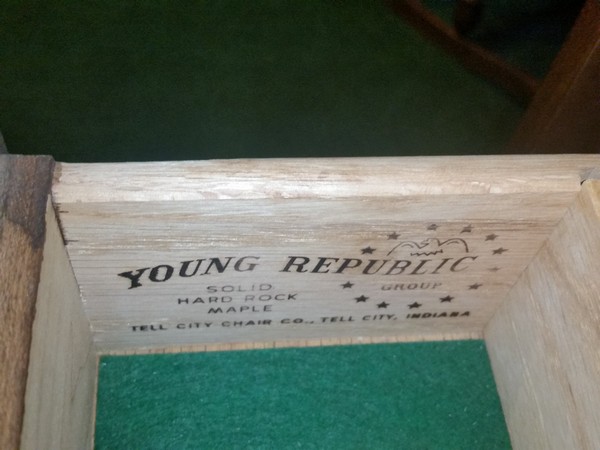 YOUNG REPUBLIC
GROUP
SOLID
HARD ROCK
MAPLE
TELL CITY CHAIR CO., TELL CITY, INDIANA